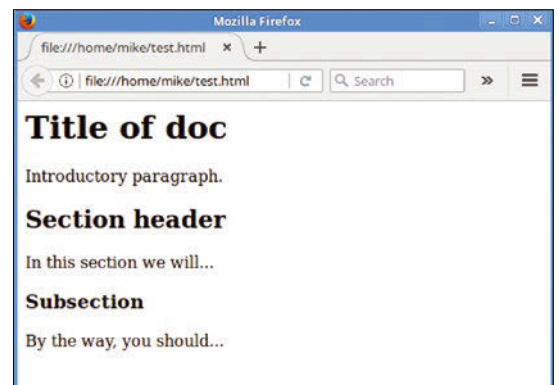 Mozilla Firefox
file:///home/mike/test.html × +
file:///home/mike/test.html Search »
Title of doc
Introductory paragraph.
Section header
In this section we will...
Subsection
By the way, you should...